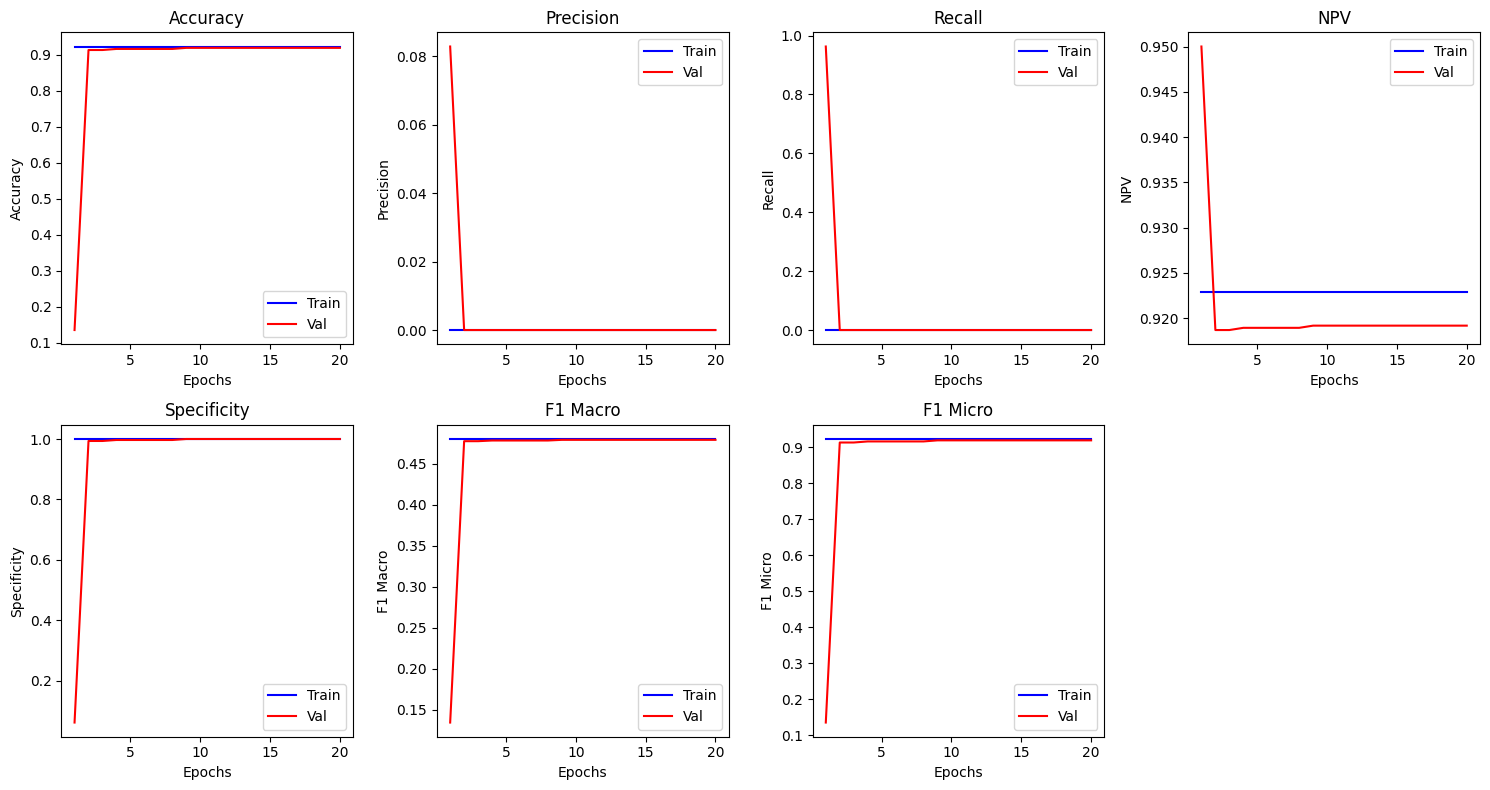 Accuracy
Accuracy
0.9
0.8
0.7
0.6
0.5
0.4
0.3
0.2
0.1
5
10
15
20
Epochs
Train
Val
Precision
Precision
0.08
0.06
0.04
0.02
0.00
5
10
15
20
Epochs
Train
Val
Recall
Recall
1.0
0.8
0.6
0.4
0.2
0.0
5
10
15
20
Epochs
Train
Val
NPV
NPV
0.950
0.945
0.940
0.935
0.930
0.925
0.920
5
10
15
20
Epochs
Train
Val
Specificity
Specificity
1.0
0.8
0.6
0.4
0.2
5
10
15
20
Epochs
Train
Val
F1 Macro
F1 Macro
0.45
0.40
0.35
0.30
0.25
0.20
0.15
5
10
15
20
Epochs
Train
Val
F1 Micro
F1 Micro
0.9
0.8
0.7
0.6
0.5
0.4
0.3
0.2
0.1
5
10
15
20
Epochs
Train
Val